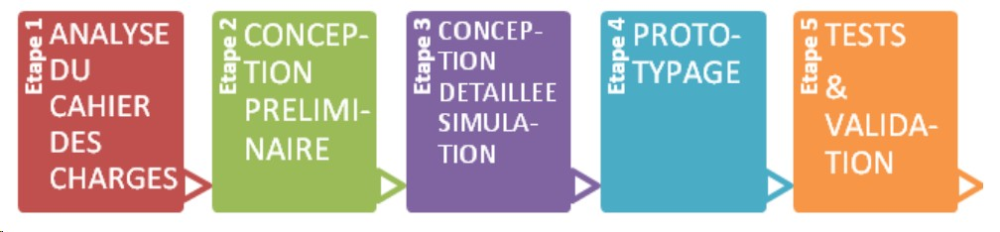 Etape 1
ANALYSE
DU
CAHIER
DES
CHARGES
Etape 2
CONCEP-
TION
PRELIMI-
NAIRE
Etape 3
CONCEP-
TION
DETAILLEE
SIMULA-
TION
Etape 4
PROTO-
TYPAGE
Etape 5
TESTS
&
VALIDA-
TION